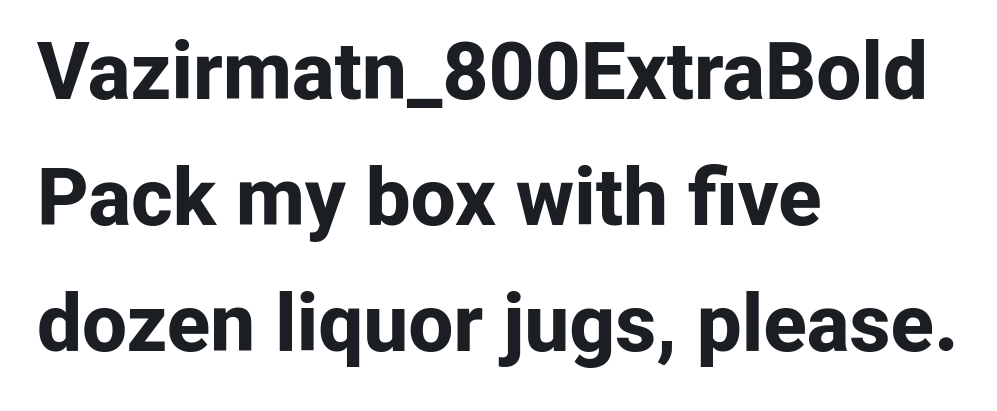 Vazirmatn_800ExtraBold
Pack my box with five
dozen liquor jugs, please.